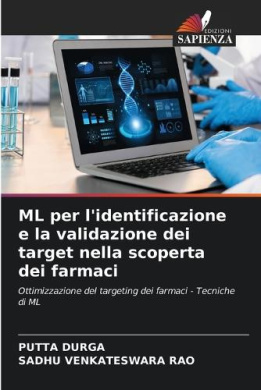 EDIZIONI
SAPIENZA
ML per l'identificazione
e la validazione dei
target nella scoperta
dei farmaci
Ottimizzazione del targeting dei farmaci - Tecniche
di ML
PUTTA DURGA
SADHU VENKATESWARA RAO